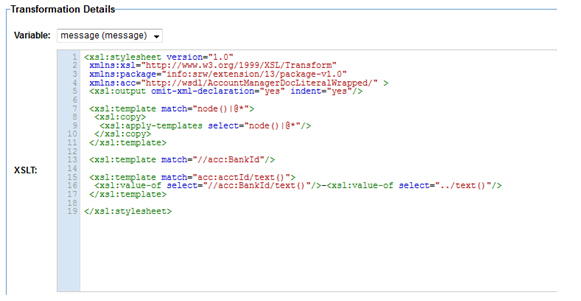 Transformation Details
Variable: message (message)
XSLT:
1 <xsl:stylesheet version="1.0"
2 xmlns:xsl="http://www.w3.org/1999/XSL/Transform"
3 xmlns:package="info:srw/extension/13/package-v1.0"
4 xmlns:acc="http://wsdl/AccountManagerDocLiteralWrapped/" >
5 <xsl:output omit-xml-declaration="yes" indent="yes"/>
6
7 <xsl:template match="node()|@*">
8 <xsl:copy>
9 <xsl:apply-templates select="node()|@*"/>
10 </xsl:copy>
11 </xsl:template>
12
13 <xsl:template match="//acc:BankId"/>
14
15 <xsl:template match="acc:acctId/text()">
16 <xsl:value-of select="//acc:BankId/text()"/>-<xsl:value-of select="../text()"/>
17 </xsl:template>
18
19 </xsl:stylesheet>